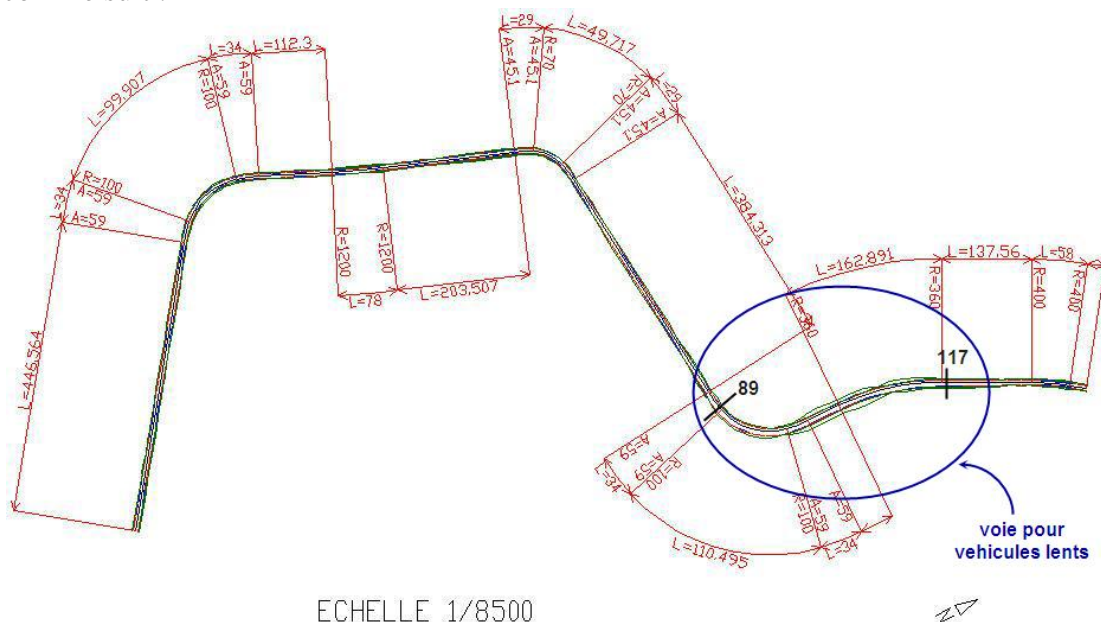 L=29
L=49.717
L=34
L=112.3
A=45.1
A=45.1
R=70
A=59
A=59
R=100
L=99.907
R=70
A=45.1
A=45.1
L=29
R=100
A=59
A=59
L=34
L=384.313
R=1200
R=1200
L=78
L=203.507
L=162.891
L=137.56
L=58
R=360
R=360
R=400
R=400
L=446.564
117
89
A=59
A=59
R=100
L=34
L=110.495
R=100
A=59
A=59
L=34
voie pour
vehicules lents
ECHELLE 1/8500
N